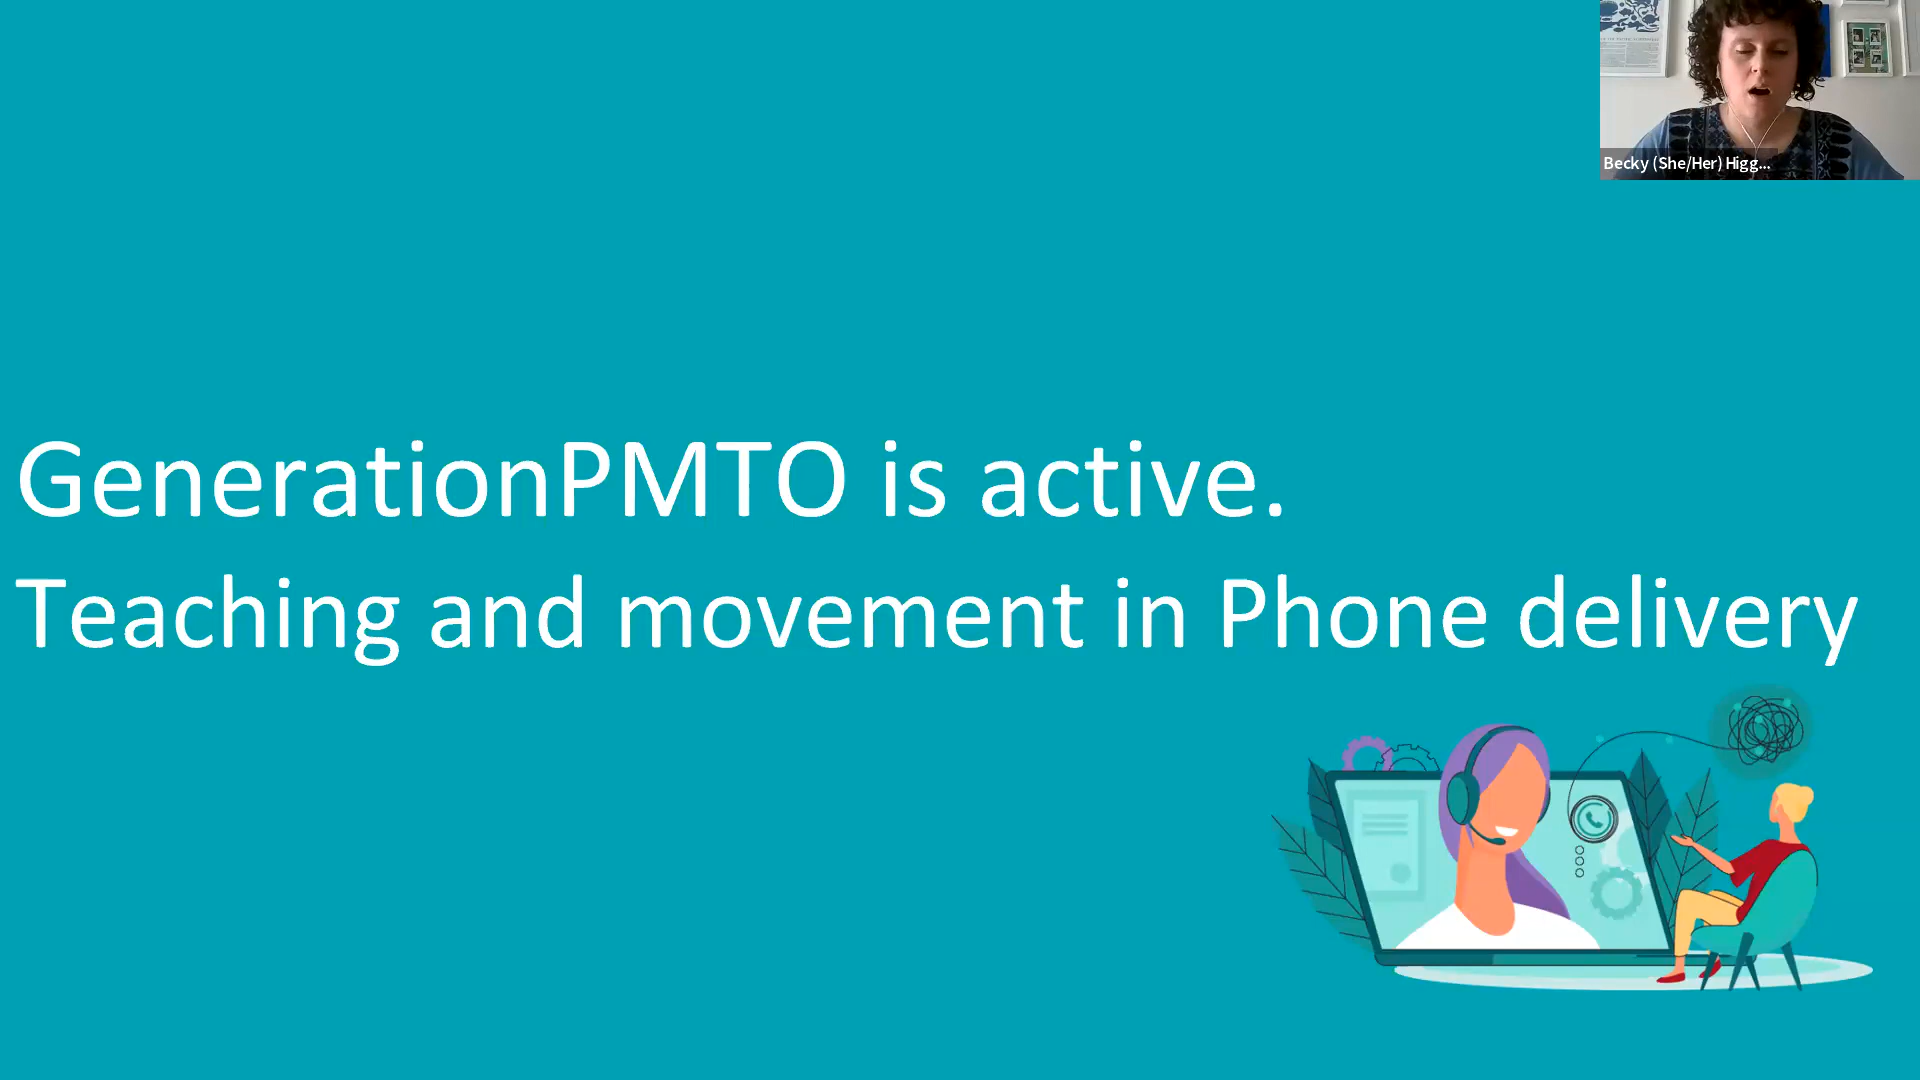 Becky (She/Her) Higg...
GenerationPMTO is active.
Teaching and movement in Phone delivery